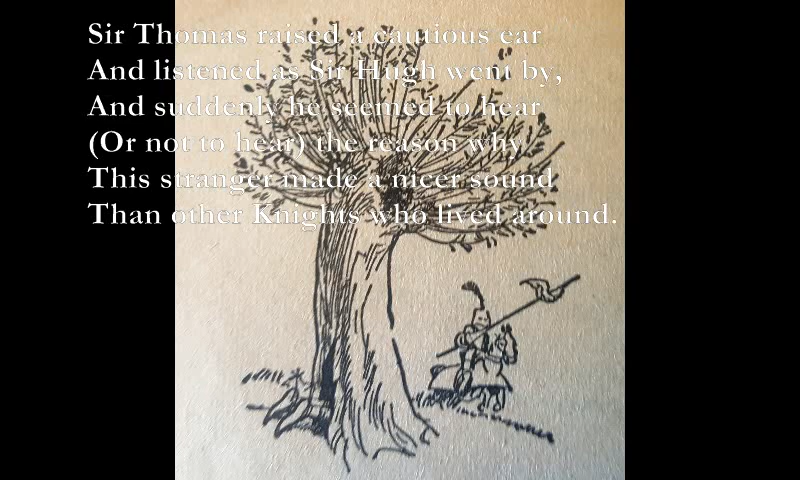 Sir Thomas raised a cautious ear
And listened as Sir Hugh went by,
And suddenly he seemed to hear
(Or not to hear) the reason why
This stranger made a nicer sound
Than other Knights who lived around.